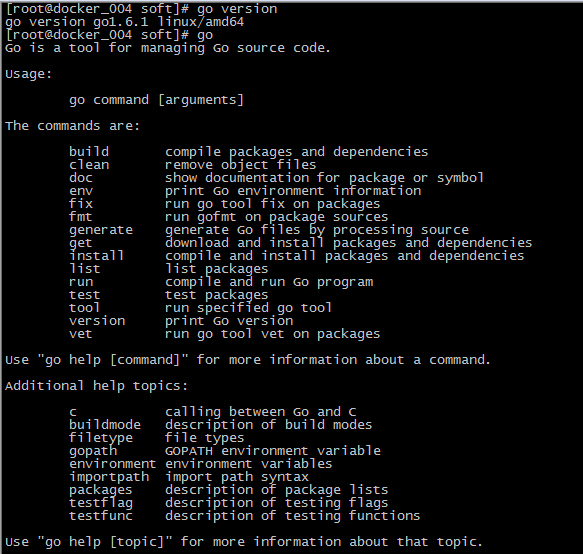 [root@docker_004 soft]# go version
go version go1.6.1 linux/amd64
[root@docker_004 soft]# go
Go is a tool for managing Go source code.
Usage:
go command [arguments]
The commands are:
build compile packages and dependencies
clean remove object files
doc show documentation for package or symbol
env print Go environment information
fix run go tool fix on packages
fmt run gofmt on package sources
generate generate Go files by processing source
get download and install packages and dependencies
install compile and install packages and dependencies
list list packages
run compile and run Go program
test test packages
tool run specified go tool
version print Go version
vet run go tool vet on packages
Use "go help [command]" for more information about a command.
Additional help topics:
c calling between Go and C
buildmode description of build modes
filetype file types
gopath GOPATH environment variable
environment environment variables
importpath import path syntax
packages description of package lists
testflag description of testing flags
testfunc description of testing functions
Use "go help [topic]" for more information about that topic.